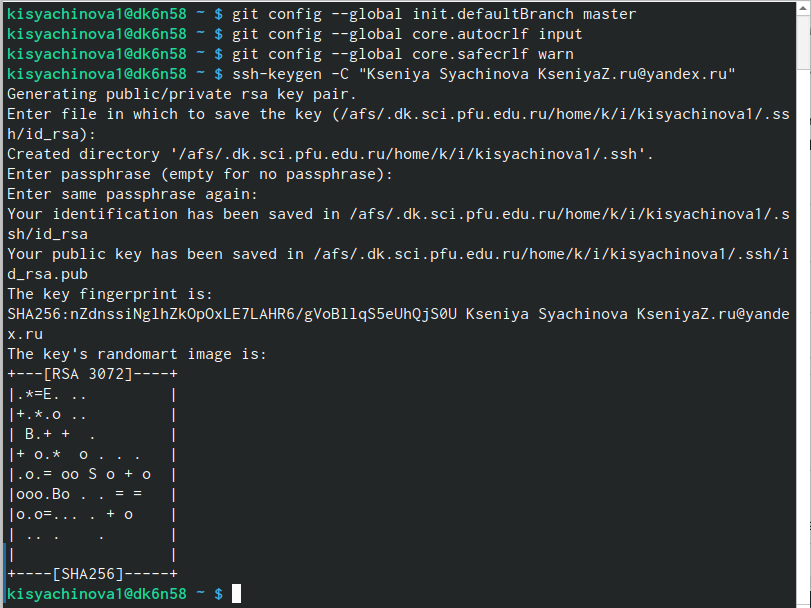 kisyachinova1@dk6n58 ~ $ git config --global init.defaultBranch master
kisyachinova1@dk6n58 ~ $ git config --global core.autocrlf input
kisyachinova1@dk6n58 ~ $ git config --global core.safecrlf warn
kisyachinova1@dk6n58 ~ $ ssh-keygen -C "Kseniya Syachinova KseniyaZ.ru@yandex.ru"
Generating public/private rsa key pair.
Enter file in which to save the key (/afs/.dk.sci.pfu.edu.ru/home/k/i/kisyachinova1/.ss
h/id_rsa):
Created directory '/afs/.dk.sci.pfu.edu.ru/home/k/i/kisyachinova1/.ssh'.
Enter passphrase (empty for no passphrase):
Enter same passphrase again:
Your identification has been saved in /afs/.dk.sci.pfu.edu.ru/home/k/i/kisyachinova1/.s
sh/id_rsa
Your public key has been saved in /afs/.dk.sci.pfu.edu.ru/home/k/i/kisyachinova1/.ssh/i
d_rsa.pub
The key fingerprint is:
SHA256:nZdnssiNglhZkOpOxLE7LAHR6/gVoBllqS5eUhQjS0U Kseniya Syachinova KseniyaZ.ru@yande
x.ru
The key's randomart image is:
+---[RSA 3072]----+
|.*=E. ..         |
|+.*.o ..         |
| B.+ +  .        |
|+ o.*  o . . .   |
|.o.= oo S o + o  |
|ooo.Bo . . = =   |
|o.o=... . + o    |
| .. .    .       |
|                 |
+----[SHA256]-----+
kisyachinova1@dk6n58 ~ $